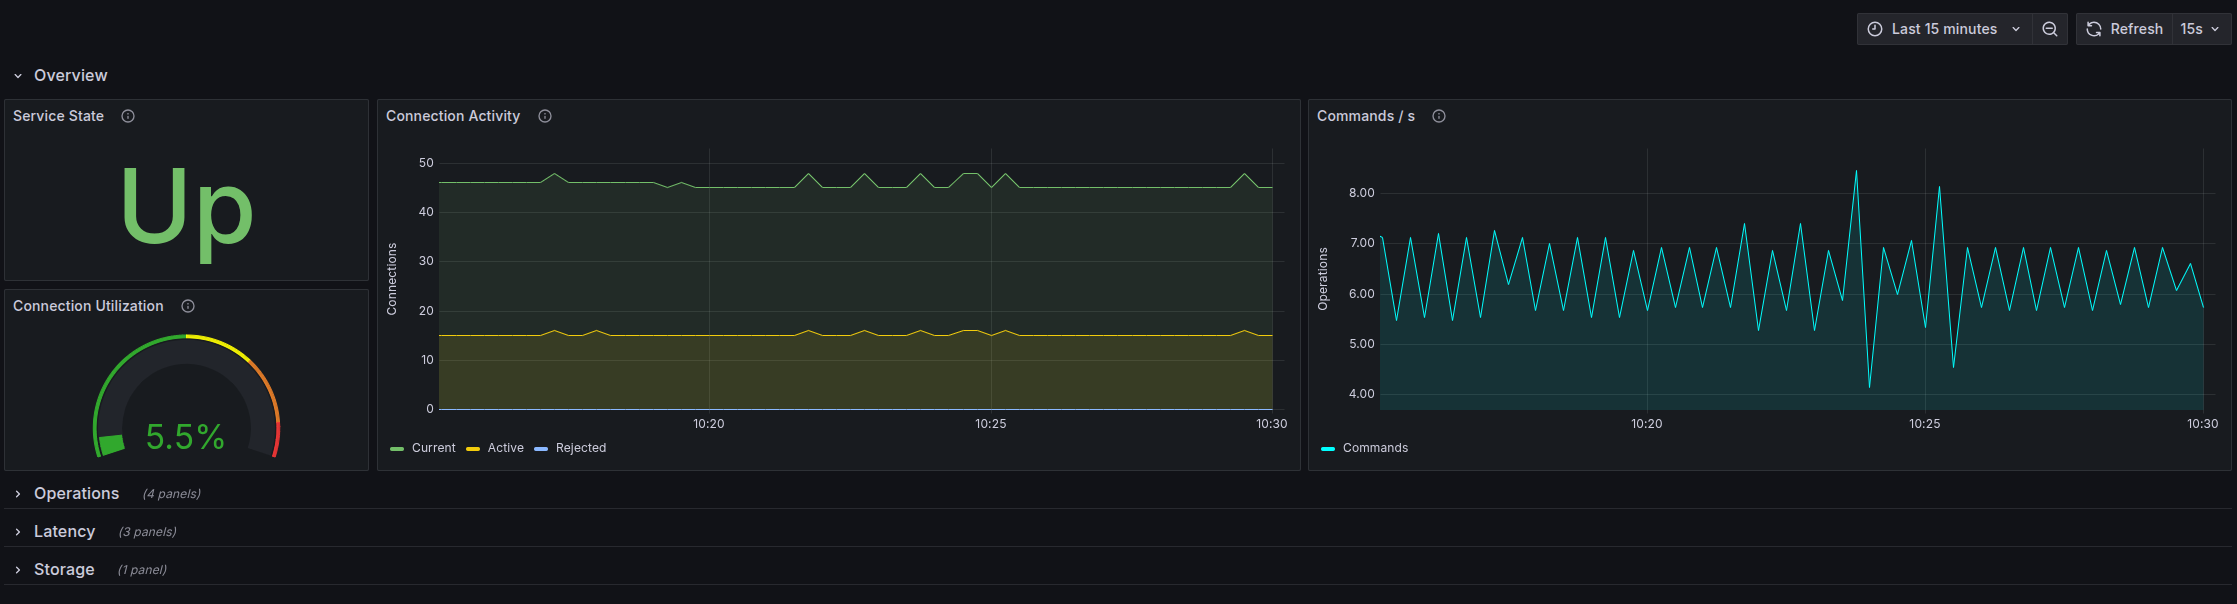 Last 15 minutes
Refresh
15s
Overview
Service State
Up
Connection Utilization
5.5%
Connection Activity
Connections
50
40
30
20
10
0
10:20
10:25
10:30
Current
Active
Rejected
Commands / s
Operations
8.00
7.00
6.00
5.00
4.00
10:20
10:25
10:30
Commands
Operations (4 panels)
Latency (3 panels)
Storage (1 panel)